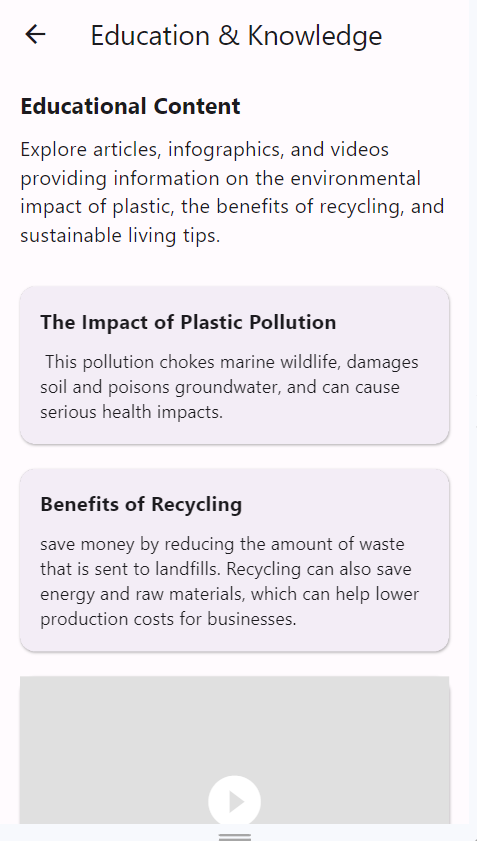 Education & Knowledge
Educational Content
Explore articles, infographics, and videos
providing information on the environmental
impact of plastic, the benefits of recycling, and
sustainable living tips.
The Impact of Plastic Pollution
This pollution chokes marine wildlife, damages
soil and poisons groundwater, and can cause
serious health impacts.
Benefits of Recycling
save money by reducing the amount of waste
that is sent to landfills. Recycling can also save
energy and raw materials, which can help lower
production costs for businesses.